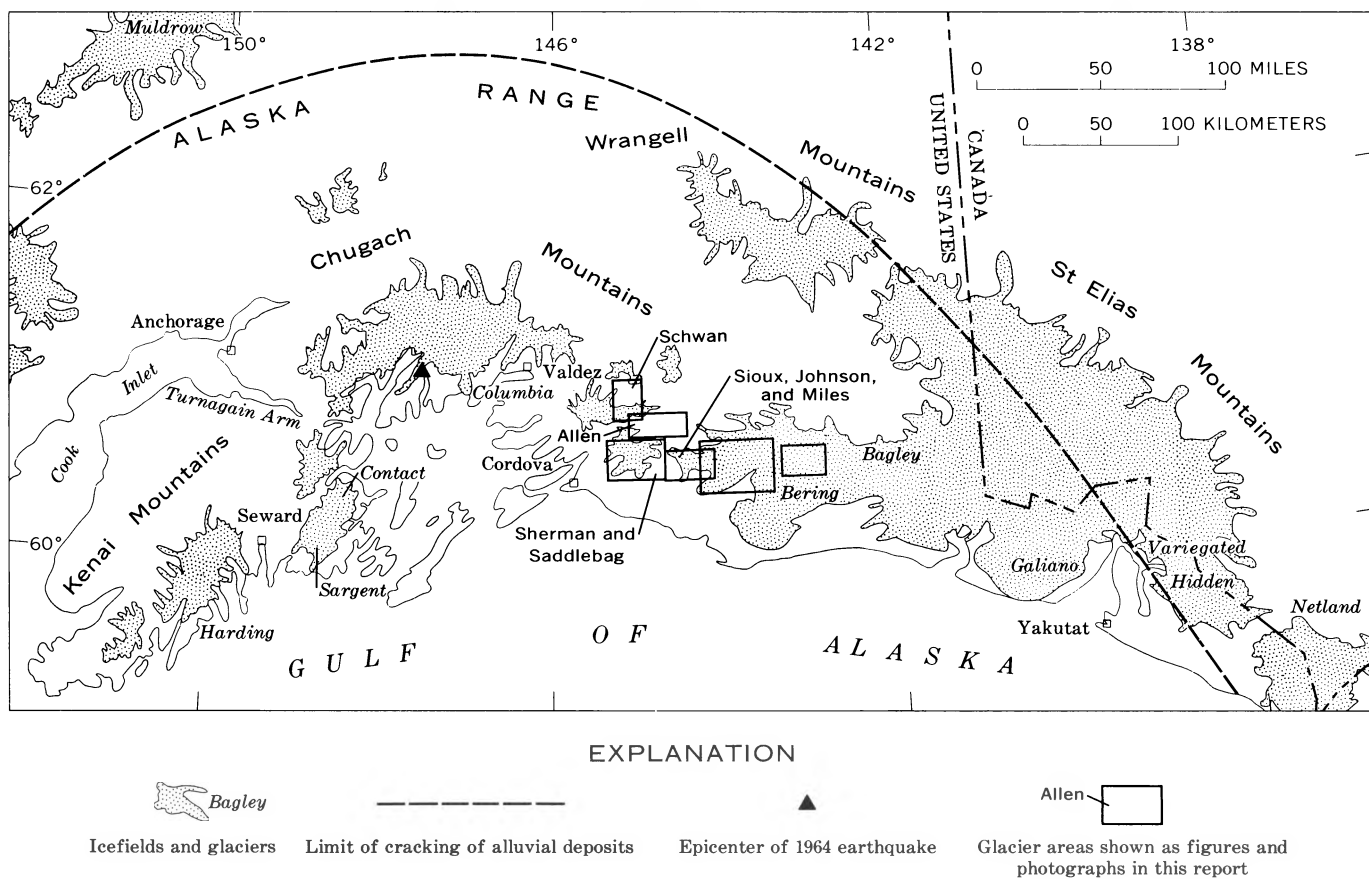 Muldrow
150°
146°
142°
138°
0 50 100 MILES
0 50 100 KILOMETERS
ALASKA RANGE
UNITED STATES
CANADA
Wrangell Mountains
62°
Chugach Mountains
St Elias Mountains
Anchorage
Schwan
Valdez
Sioux, Johnson,
and Miles
Inlet
Columbia
Turnagain Arm
Allen
Cook
Contact
Cordova
Bagley
Kenai Mountains
Bering
Seward
Sherman and
Saddlebag
60°
Variegated
Galiano
Hidden
Sargent
Netland
Harding
Yakutat
GULF OF ALASKA
EXPLANATION
Bagley
Icefields and glaciers
Limit of cracking of alluvial deposits
Epicenter of 1964 earthquake
Allen
Glacier areas shown as figures and
photographs in this report